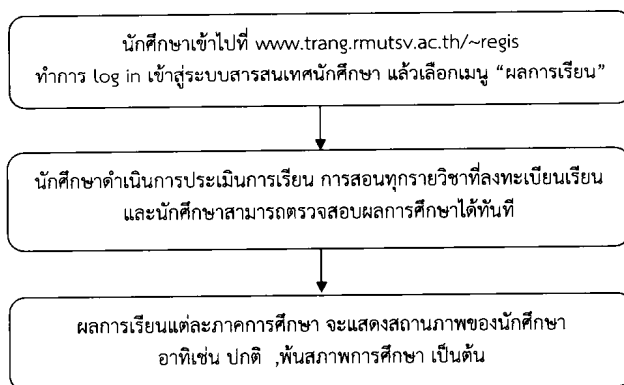 นักศึกษาเข้าไปที่ www.trang.rmutsv.ac.th/~regis
ทำการ log in เข้าสู่ระบบสารสนเทศนักศึกษา แล้วเลือกเมนู “ผลการเรียน”
นักศึกษาดำเนินการประเมินการเรียน การสอนทุกรายวิชาที่ลงทะเบียนเรียน
และนักศึกษาสามารถตรวจสอบผลการศึกษาได้ทันที
ผลการเรียนแต่ละภาคการศึกษา จะแสดงสถานภาพของนักศึกษา
อาทิเช่น ปกติ ,พ้นสภาพการศึกษา เป็นต้น